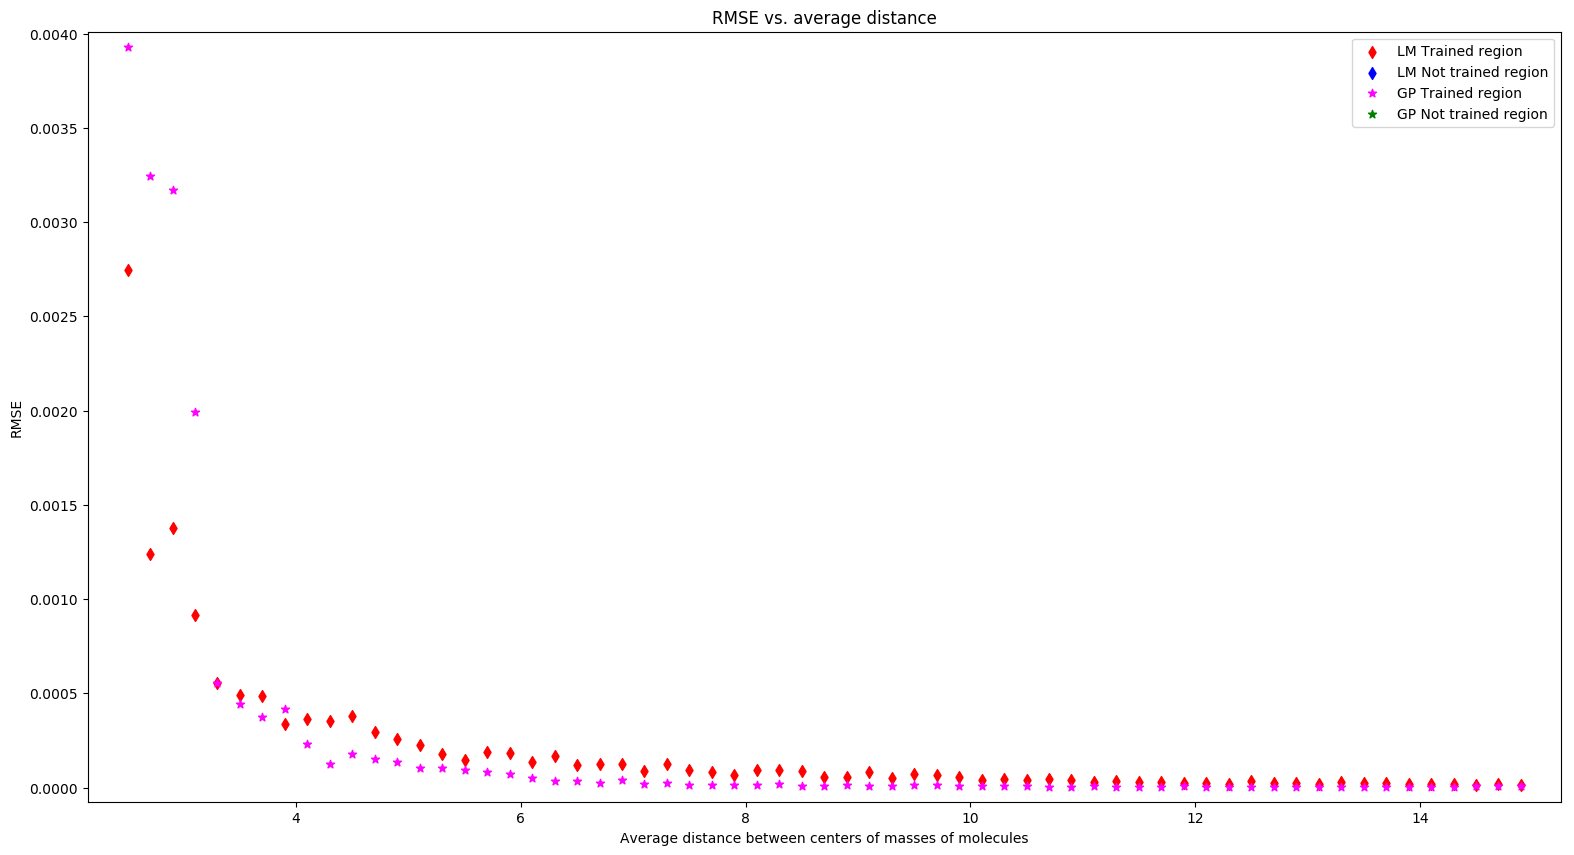 RMSE vs. average distance
LM Trained region
LM Not trained region
GP Trained region
GP Not trained region
0.0040
0.0035
0.0030
0.0025
0.0020
0.0015
0.0010
0.0005
0.0000
RMSE
4
6
8
10
12
14
Average distance between centers of masses of molecules